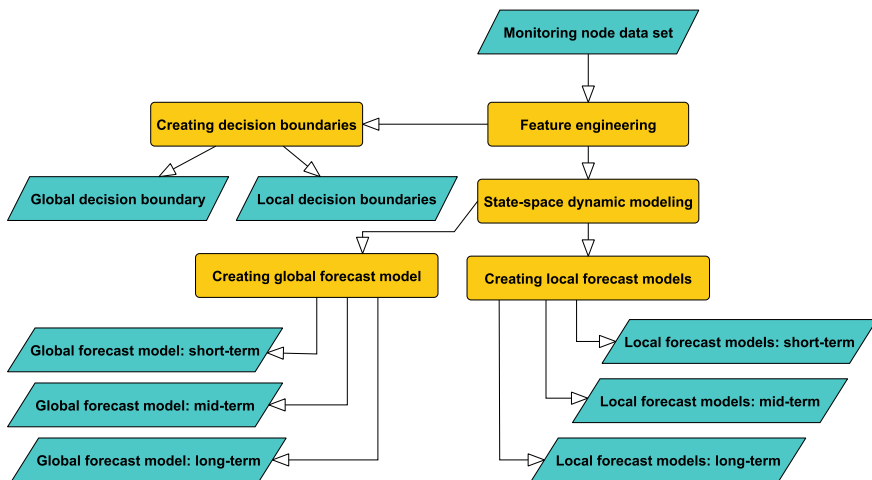 Monitoring node data set
Creating decision boundaries
Feature engineering
Global decision boundary
Local decision boundaries
State-space dynamic modeling
Creating global forecast model
Creating local forecast models
Global forecast model: short-term
Local forecast models: short-term
Global forecast model: mid-term
Local forecast models: mid-term
Global forecast model: long-term
Local forecast models: long-term